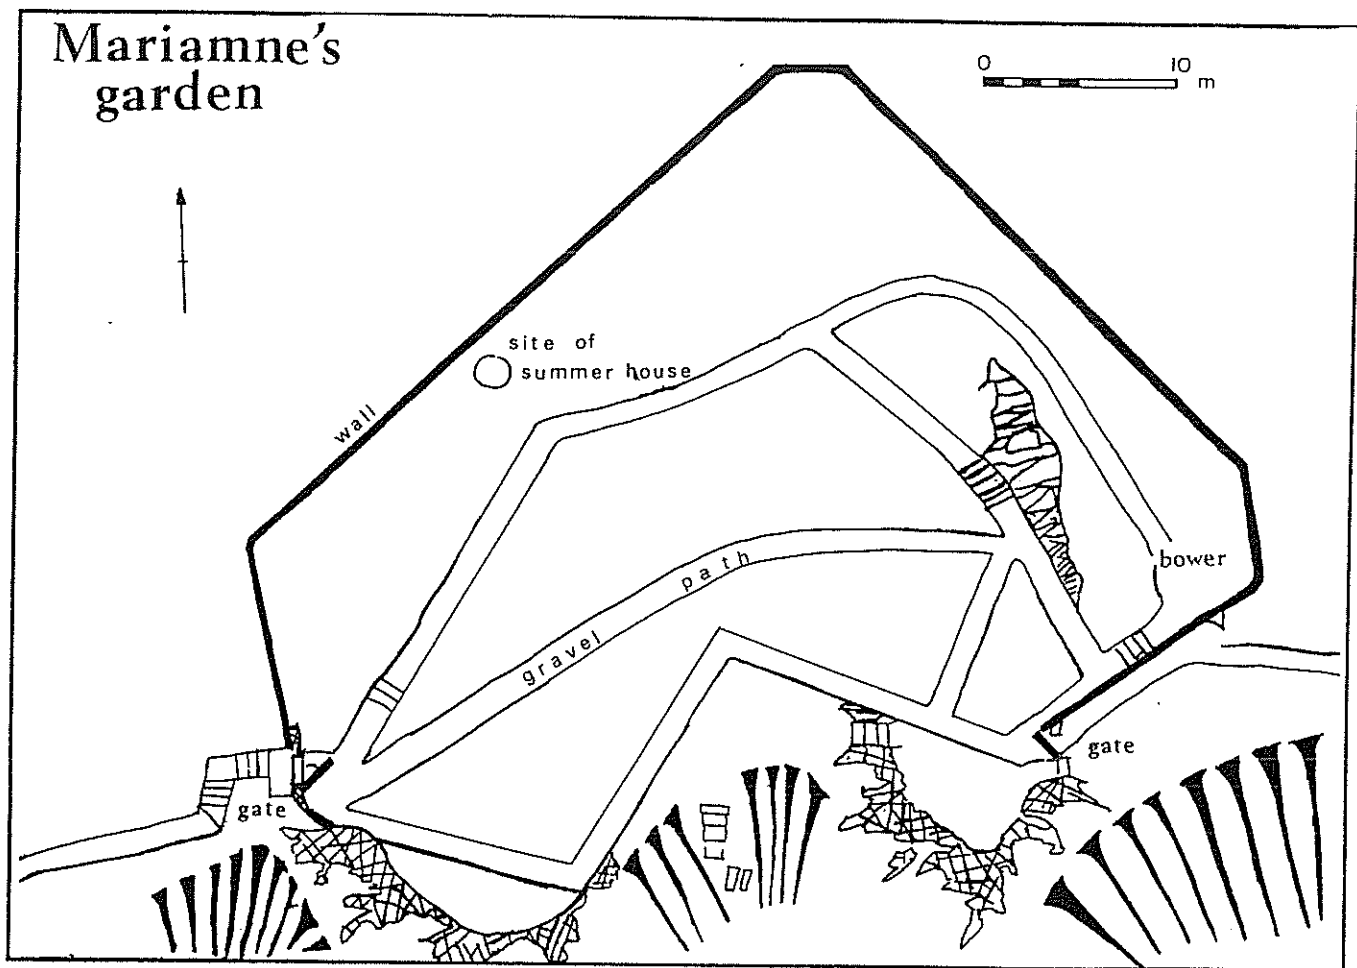 Mariamne's
garden
0 10 m
site of
summer house
wall
gravel path
bower
gate
gate